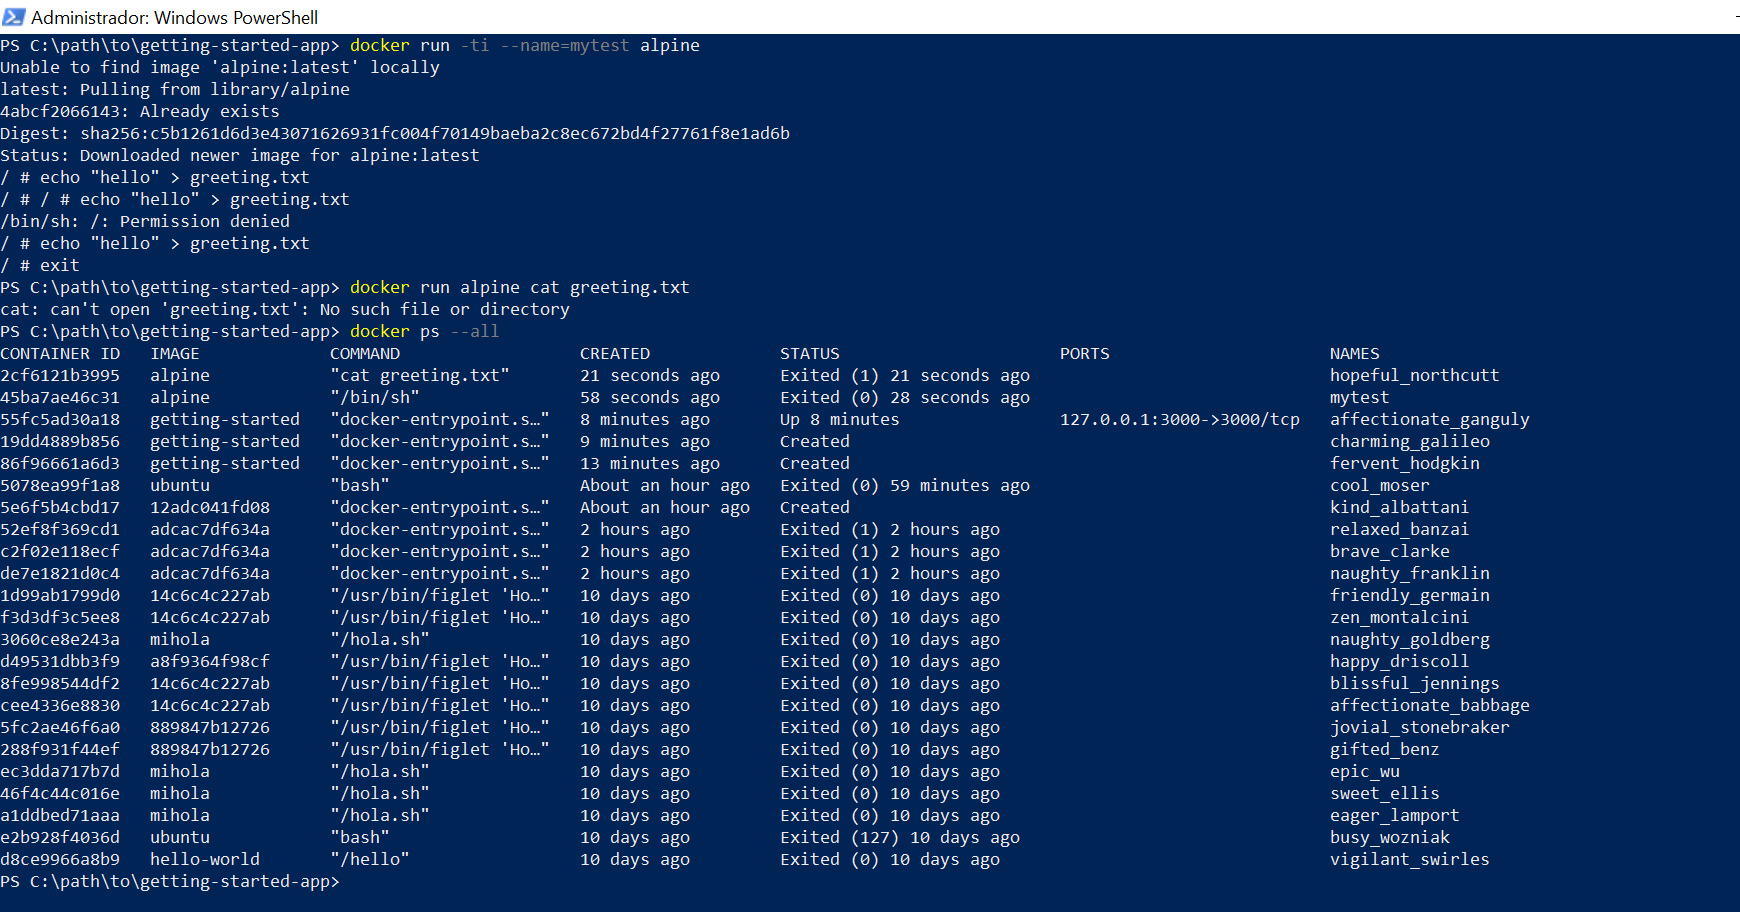 Administrador: Windows PowerShell
PS C:\path\to\getting-started-app> docker run -ti --name=mytest alpine
Unable to find image 'alpine:latest' locally
latest: Pulling from library/alpine
4abcf2066143: Already exists
Digest: sha256:c5b1261d6d3e43071626931fc004f70149baeba2c8ec672bd4f27761f8e1ad6b
Status: Downloaded newer image for alpine:latest
/ # echo "hello" > greeting.txt
/ # / # echo "hello" > greeting.txt
/bin/sh: /: Permission denied
/ # echo "hello" > greeting.txt
/ # exit
PS C:\path\to\getting-started-app> docker run alpine cat greeting.txt
cat: can't open 'greeting.txt': No such file or directory
PS C:\path\to\getting-started-app> docker ps --all
CONTAINER ID   IMAGE             COMMAND                  CREATED             STATUS                      PORTS                      NAMES
2cf6121b3995   alpine            "cat greeting.txt"       21 seconds ago      Exited (1) 21 seconds ago                              hopeful_northcutt
45ba7ae46c31   alpine            "/bin/sh"                58 seconds ago      Exited (0) 28 seconds ago                              mytest
55fc5ad30a18   getting-started   "docker-entrypoint.s…"   8 minutes ago       Up 8 minutes                127.0.0.1:3000->3000/tcp   affectionate_ganguly
19dd4889b856   getting-started   "docker-entrypoint.s…"   9 minutes ago       Created                                                charming_galileo
86f96661a6d3   getting-started   "docker-entrypoint.s…"   13 minutes ago      Created                                                fervent_hodgkin
5078ea99f1a8   ubuntu            "bash"                   About an hour ago   Exited (0) 59 minutes ago                              cool_moser
5e6f5b4cbd17   12adc041fd08      "docker-entrypoint.s…"   About an hour ago   Created                                                kind_albattani
52ef8f369cd1   adcac7df634a      "docker-entrypoint.s…"   2 hours ago         Exited (1) 2 hours ago                                 relaxed_banzai
c2f02e118ecf   adcac7df634a      "docker-entrypoint.s…"   2 hours ago         Exited (1) 2 hours ago                                 brave_clarke
de7e1821d0c4   adcac7df634a      "docker-entrypoint.s…"   2 hours ago         Exited (1) 2 hours ago                                 naughty_franklin
1d99ab1799d0   14c6c4c227ab      "/usr/bin/figlet 'Ho…"   10 days ago         Exited (0) 10 days ago                                 friendly_germain
f3d3df3c5ee8   14c6c4c227ab      "/usr/bin/figlet 'Ho…"   10 days ago         Exited (0) 10 days ago                                 zen_montalcini
3060ce8e243a   mihola            "/hola.sh"               10 days ago         Exited (0) 10 days ago                                 naughty_goldberg
d49531dbb3f9   a8f9364f98cf      "/usr/bin/figlet 'Ho…"   10 days ago         Exited (0) 10 days ago                                 happy_driscoll
8fe998544df2   14c6c4c227ab      "/usr/bin/figlet 'Ho…"   10 days ago         Exited (0) 10 days ago                                 blissful_jennings
cee4336e8830   14c6c4c227ab      "/usr/bin/figlet 'Ho…"   10 days ago         Exited (0) 10 days ago                                 affectionate_babbage
5fc2ae46f6a0   889847b12726      "/usr/bin/figlet 'Ho…"   10 days ago         Exited (0) 10 days ago                                 jovial_stonebraker
288f931f44ef   889847b12726      "/usr/bin/figlet 'Ho…"   10 days ago         Exited (0) 10 days ago                                 gifted_benz
ec3dda717b7d   mihola            "/hola.sh"               10 days ago         Exited (0) 10 days ago                                 epic_wu
46f4c44c016e   mihola            "/hola.sh"               10 days ago         Exited (0) 10 days ago                                 sweet_ellis
a1ddbed71aaa   mihola            "/hola.sh"               10 days ago         Exited (0) 10 days ago                                 eager_lamport
e2b928f4036d   ubuntu            "bash"                   10 days ago         Exited (127) 10 days ago                               busy_wozniak
d8ce9966a8b9   hello-world       "/hello"                 10 days ago         Exited (0) 10 days ago                                 vigilant_swirles
PS C:\path\to\getting-started-app>